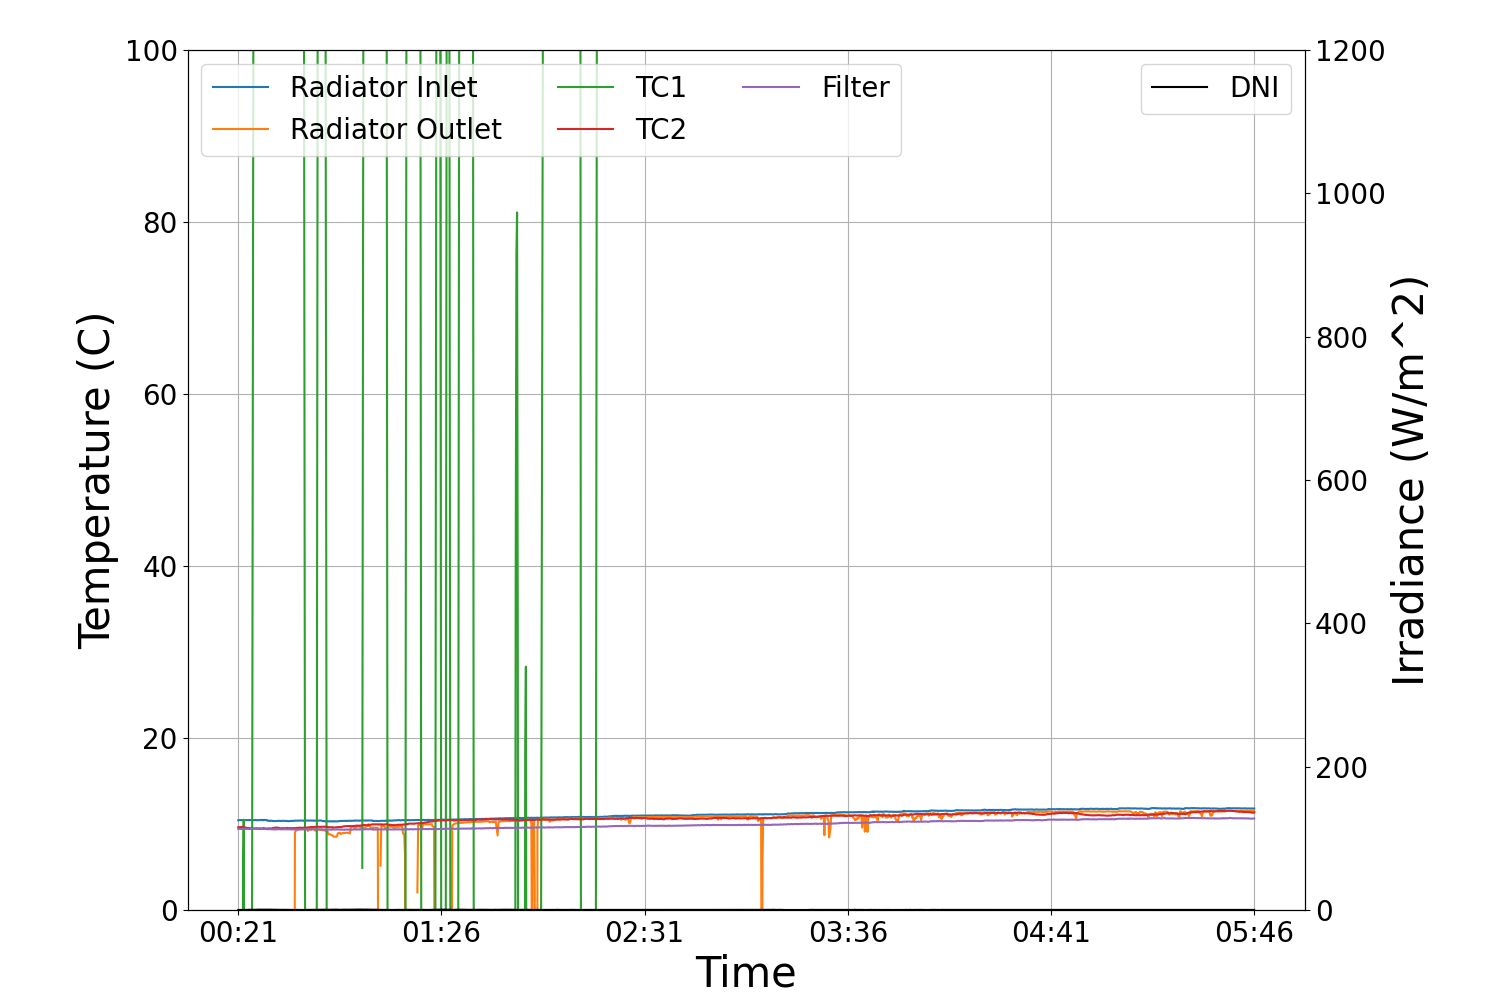 100
80
60
40
20
0
Temperature (C)
Radiator Inlet
Radiator Outlet
TC1
TC2
Filter
DNI
1200
1000
800
600
400
200
0
Irradiance (W/m^2)
00:21 01:26 02:31 03:36 04:41 05:46
Time